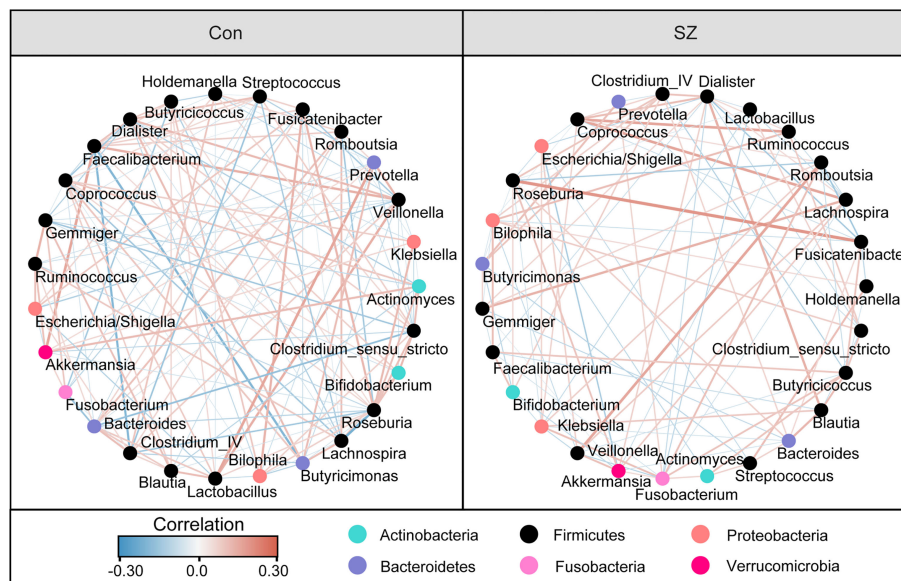 Con
SZ
Holdemanella
Streptococcus
Butyricicoccus
Fusicatenibacter
Dialister
Romboutsia
Faecalibacterium
Prevotella
Coprococcus
Veillonella
Gemmiger
Klebsiella
Ruminococcus
Actinomyces
Escherichia/Shigella
Clostridium_sensu_stricto
Akkermansia
Bifidobacterium
Fusobacterium
Roseburia
Bacteroides
Clostridium_IV
Lachnospira
Blautia
Bilophila
Butyricimonas
Lactobacillus
Clostridium_IV
Dialister
Prevotella
Lactobacillus
Coprococcus
Ruminococcus
Escherichia/Shigella
Romboutsia
Roseburia
Lachnospira
Bilophila
Fusicatenibacte
Butyricimonas
Holdemanella
Gemmiger
Clostridium_sensu_stricto
Faecalibacterium
Butyricicoccus
Bifidobacterium
Blautia
Klebsiella
Bacteroides
Veillonella
Actinomyces
Streptococcus
Akkermansia
Fusobacterium
Correlation
-0.30 0.0 0.30
Actinobacteria
Firmicutes
Proteobacteria
Bacteroidetes
Fusobacteria
Verrucomicrobia